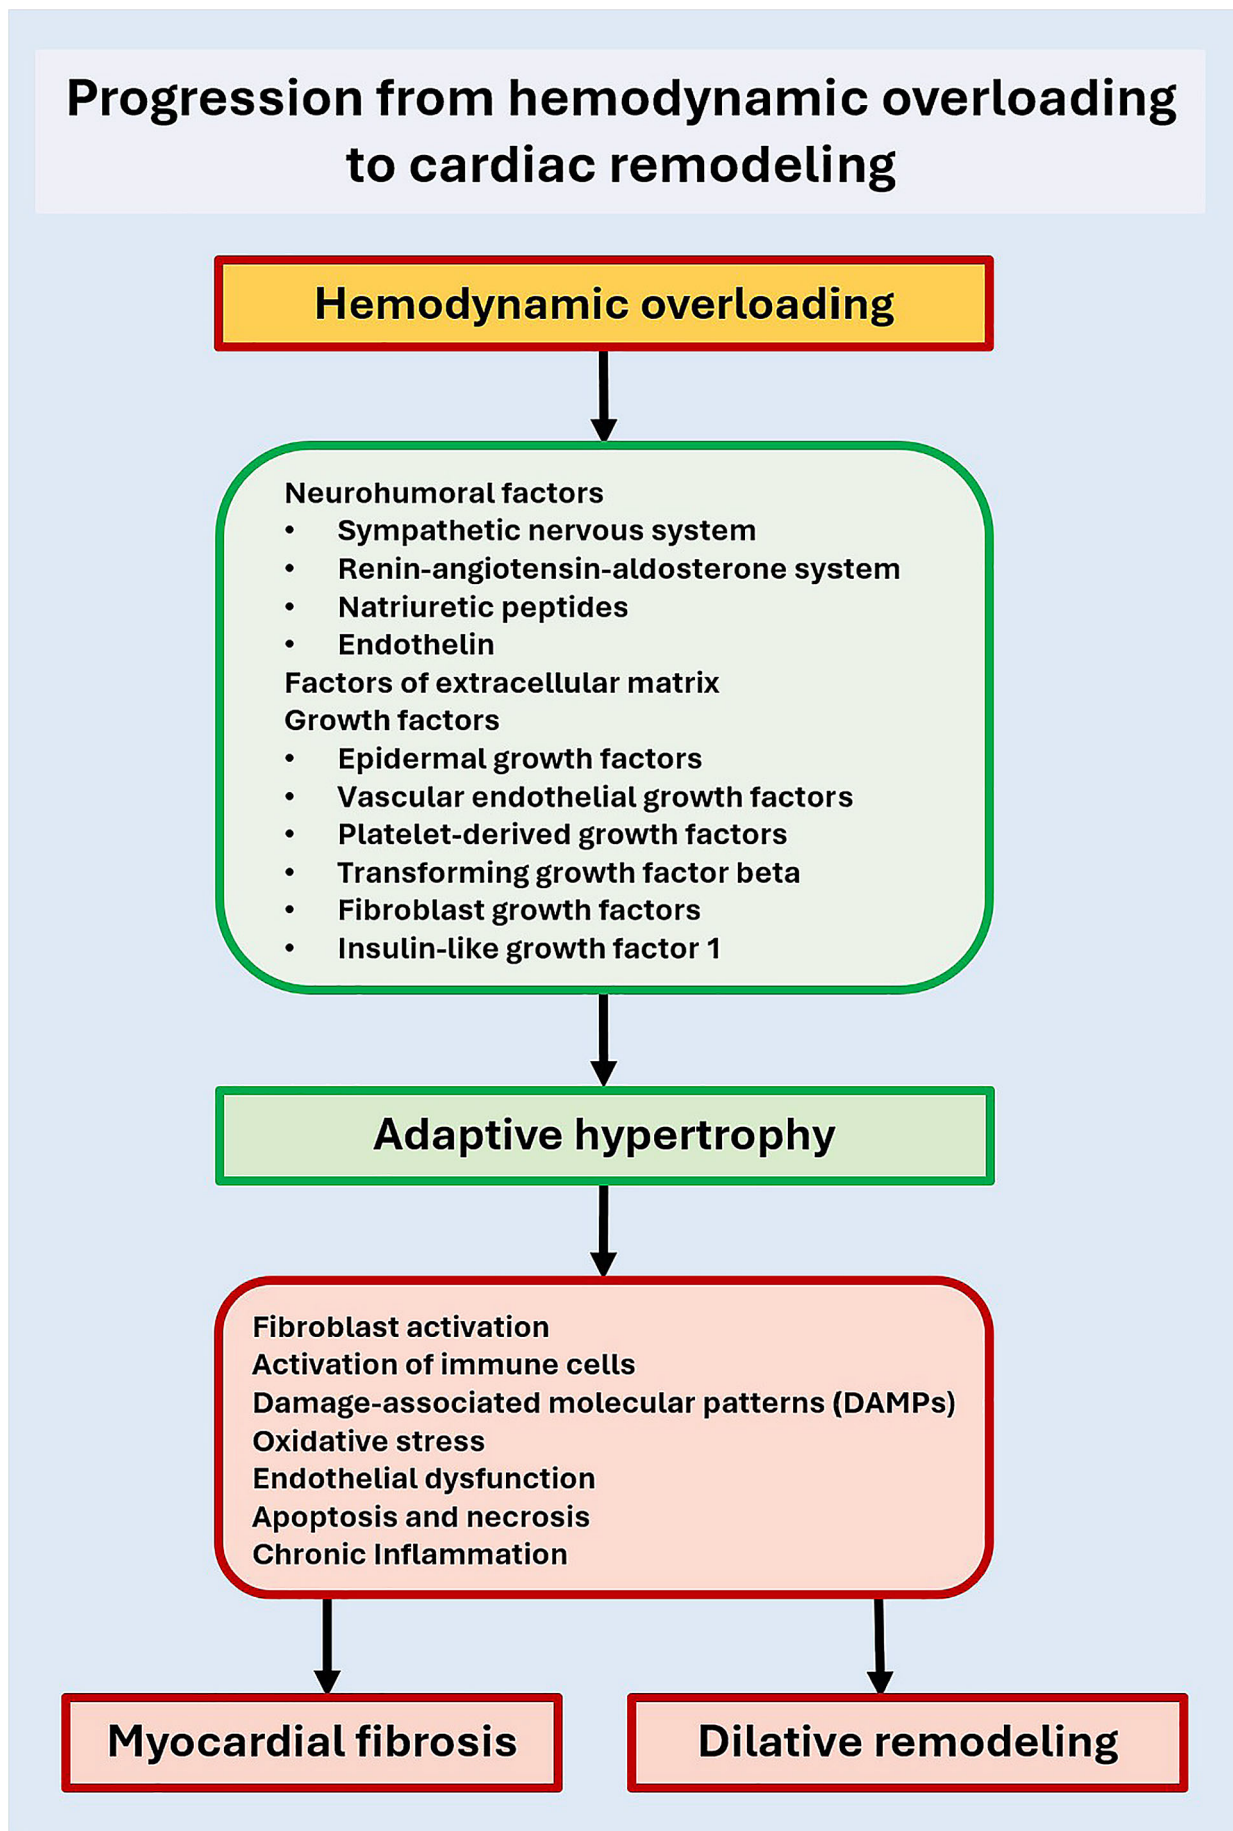 Progression from hemodynamic overloading
to cardiac remodeling
Hemodynamic overloading
Neurohumoral factors
• Sympathetic nervous system
• Renin-angiotensin-aldosterone system
• Natriuretic peptides
• Endothelin
Factors of extracellular matrix
Growth factors
• Epidermal growth factors
• Vascular endothelial growth factors
• Platelet-derived growth factors
• Transforming growth factor beta
• Fibroblast growth factors
• Insulin-like growth factor 1
Adaptive hypertrophy
Fibroblast activation
Activation of immune cells
Damage-associated molecular patterns (DAMPs)
Oxidative stress
Endothelial dysfunction
Apoptosis and necrosis
Chronic Inflammation
Myocardial fibrosis
Dilative remodeling